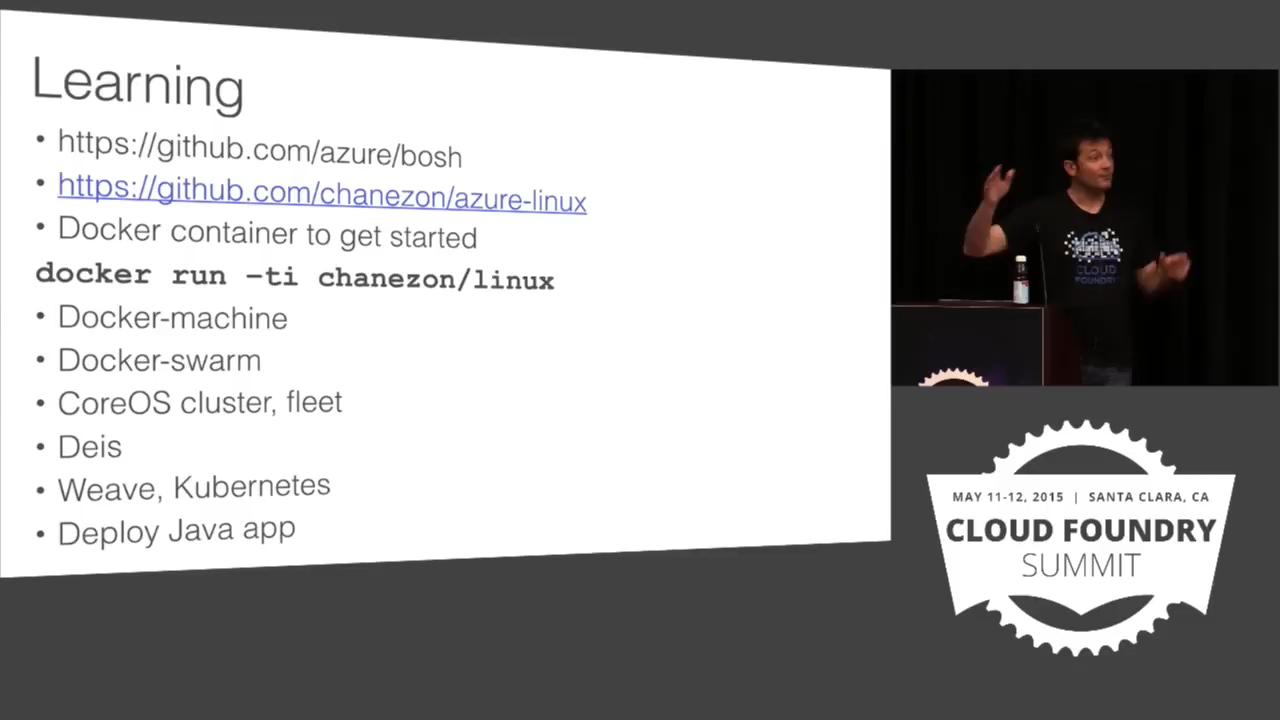 Learning
• https://github.com/azure/bosh
• https://github.com/chanezon/azure-linux
• Docker container to get started
docker run –ti chanezon/linux
• Docker-machine
• Docker-swarm
• CoreOS cluster, fleet
• Deis
• Weave, Kubernetes
• Deploy Java app
CLOUD
FOUNDRY
MAY 11-12, 2015 | SANTA CLARA, CA
CLOUD FOUNDRY
SUMMIT